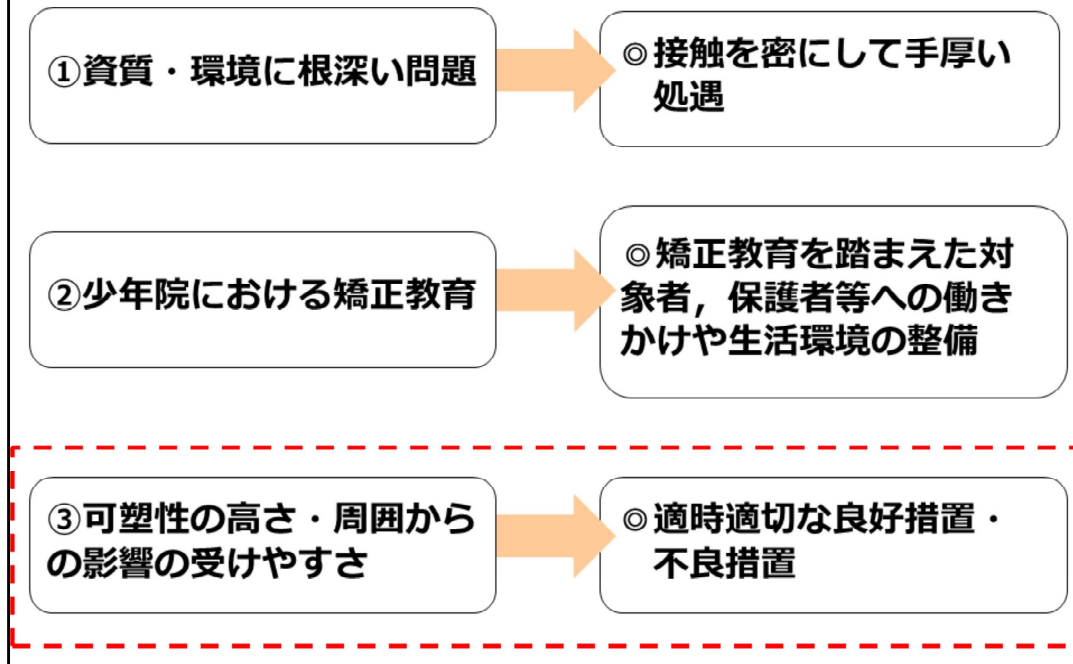 ①資質・環境に根深い問題
◎接触を密にして手厚い
処遇
②少年院における矯正教育
◎矯正教育を踏まえた対
象者，保護者等への働き
かけや生活環境の整備
③可塑性の高さ・周囲から
の影響の受けやすさ
◎適時適切な良好措置・
不良措置